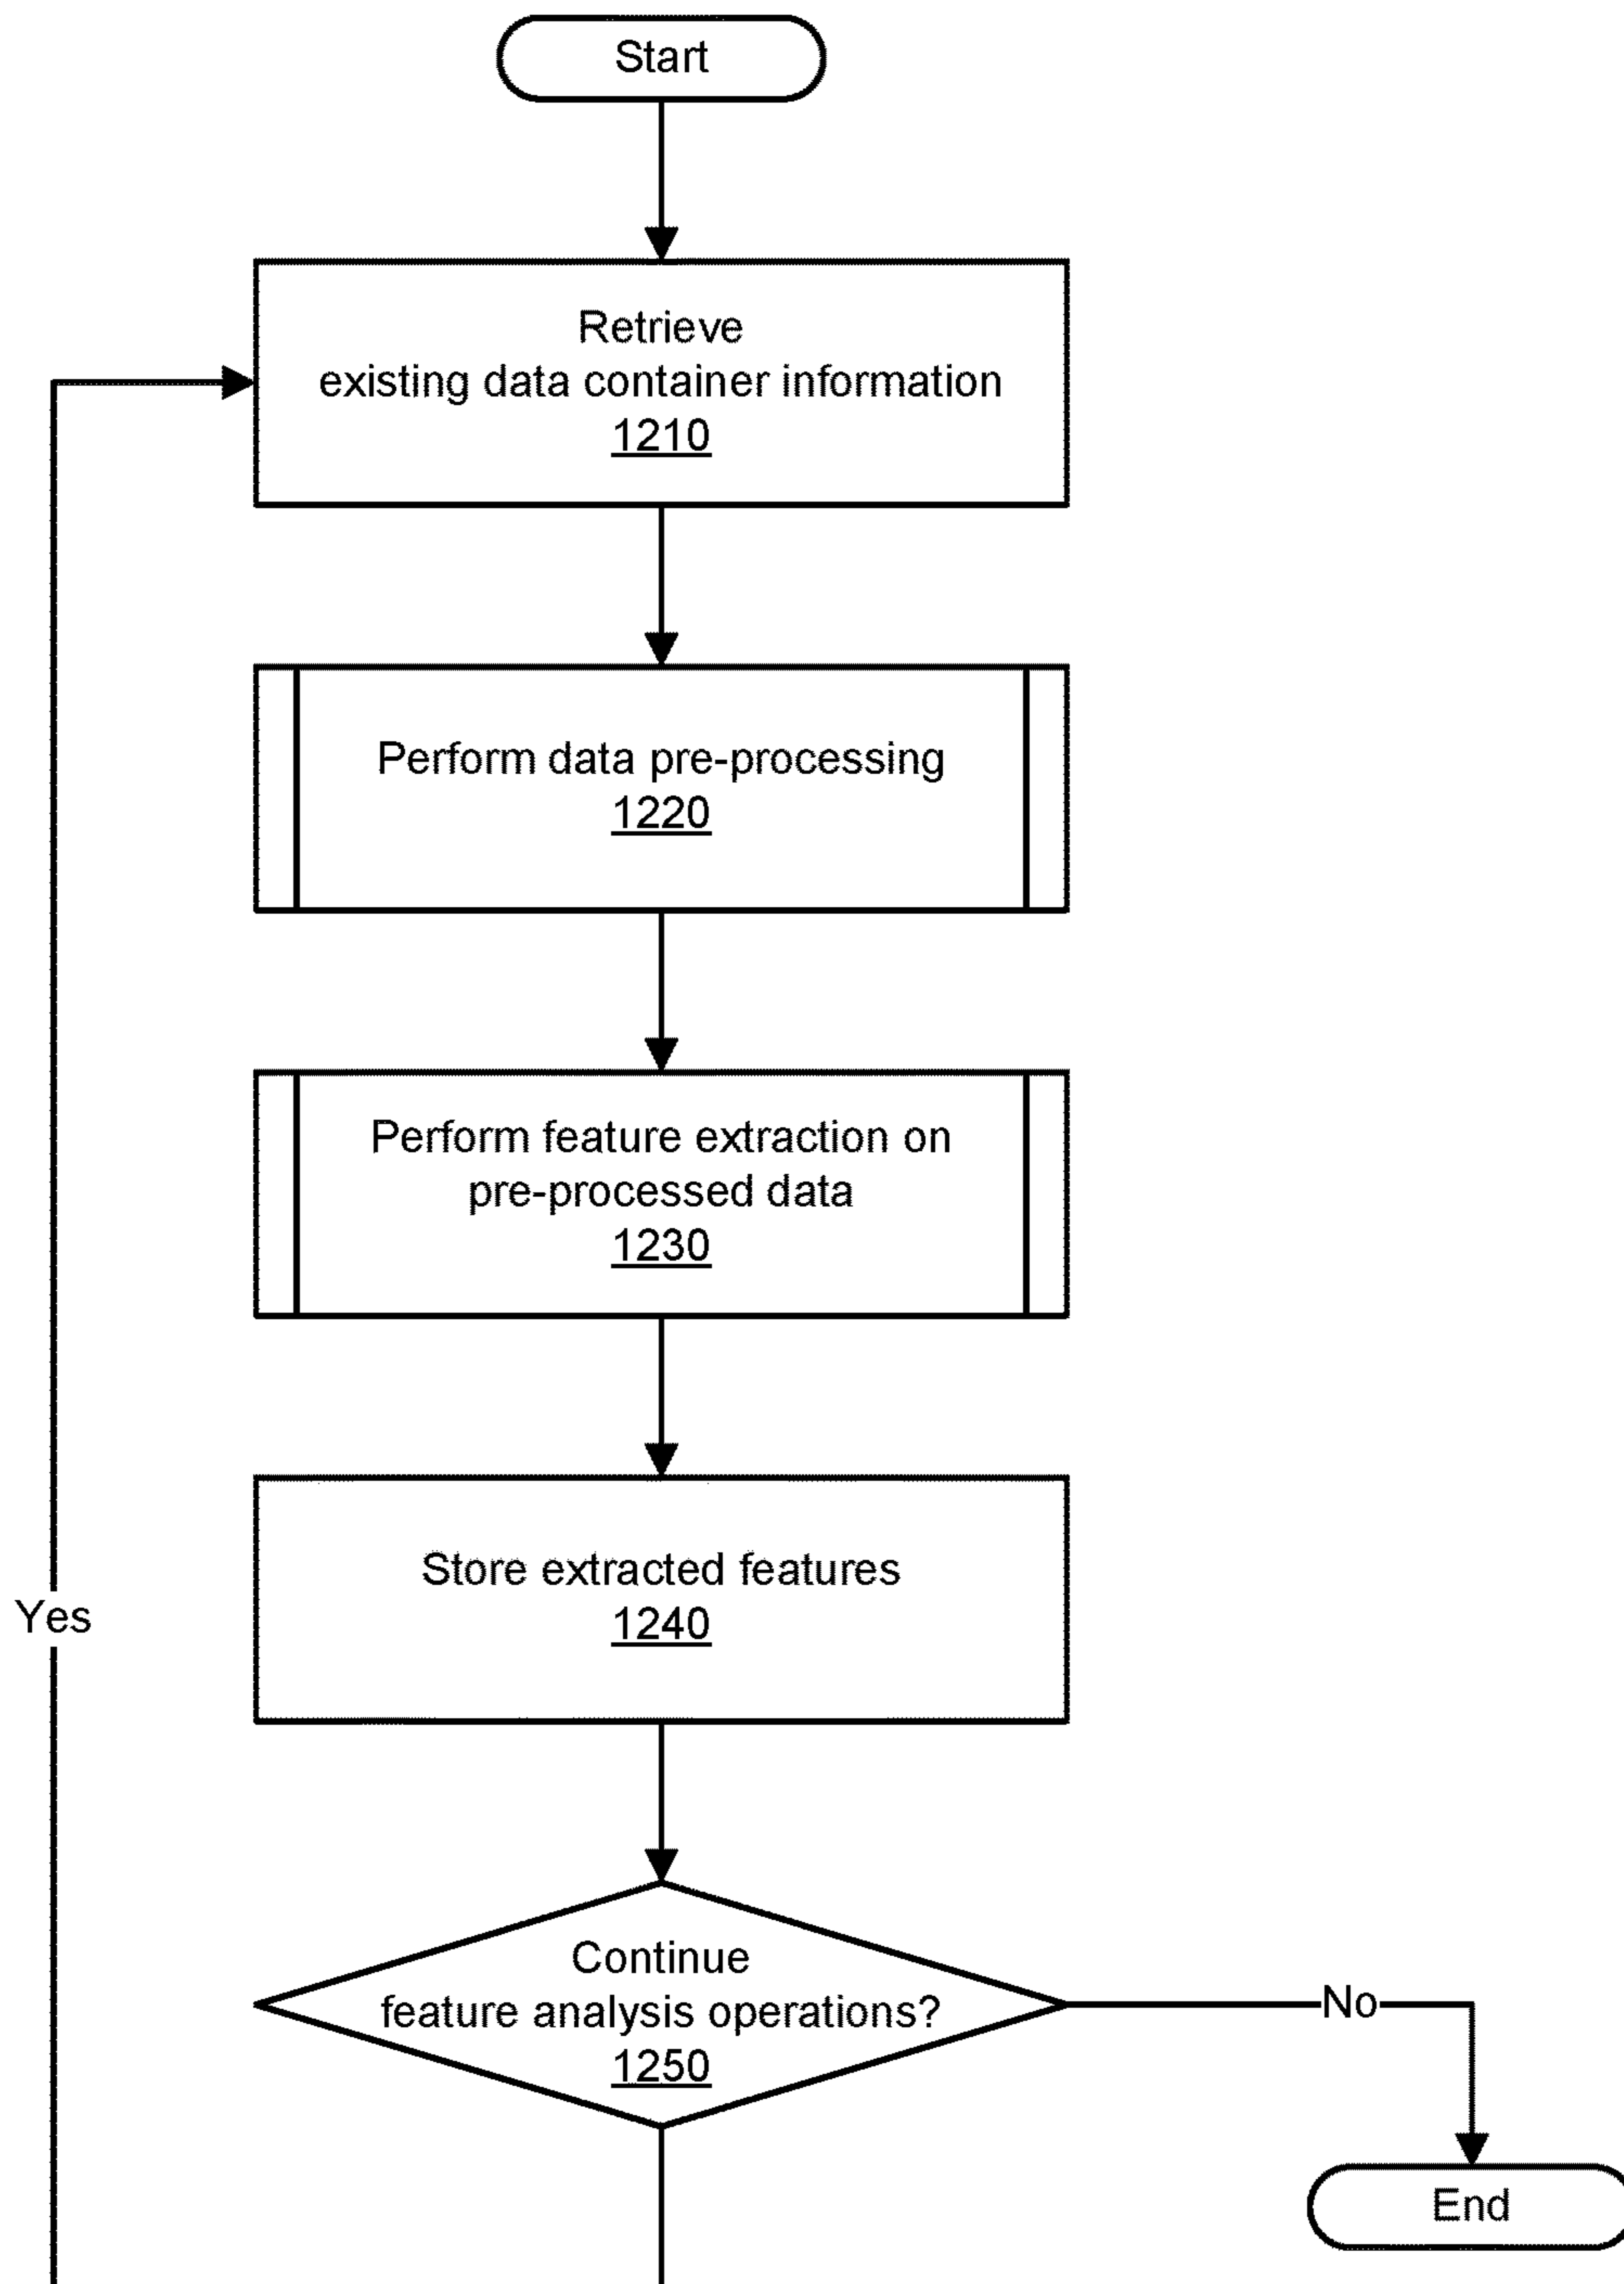 Start
Retrieve
existing data container information
1210
Perform data pre-processing
1220
Perform feature extraction on
pre-processed data
1230
Store extracted features
1240
Yes
Continue
feature analysis operations?
1250
No
End